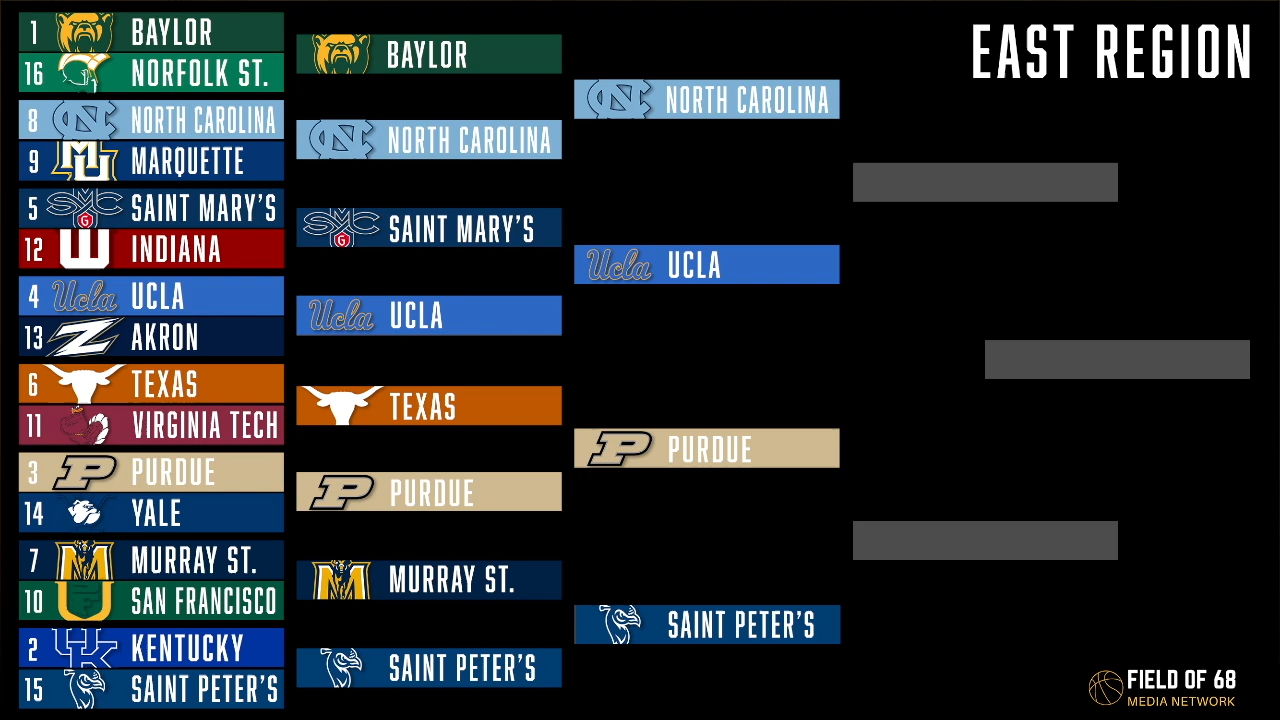 EAST REGION
1 BAYLOR
16 NORFOLK ST.
8 NORTH CAROLINA
9 MARQUETTE
5 SAINT MARY'S
12 INDIANA
4 UCLA
13 AKRON
6 TEXAS
11 VIRGINIA TECH
3 PURDUE
14 YALE
7 MURRAY ST.
10 SAN FRANCISCO
2 KENTUCKY
15 SAINT PETER'S
BAYLOR
NORTH CAROLINA
SAINT MARY'S
UCLA
TEXAS
PURDUE
MURRAY ST.
SAINT PETER'S
NORTH CAROLINA
UCLA
PURDUE
SAINT PETER'S
FIELD OF 68
MEDIA NETWORK